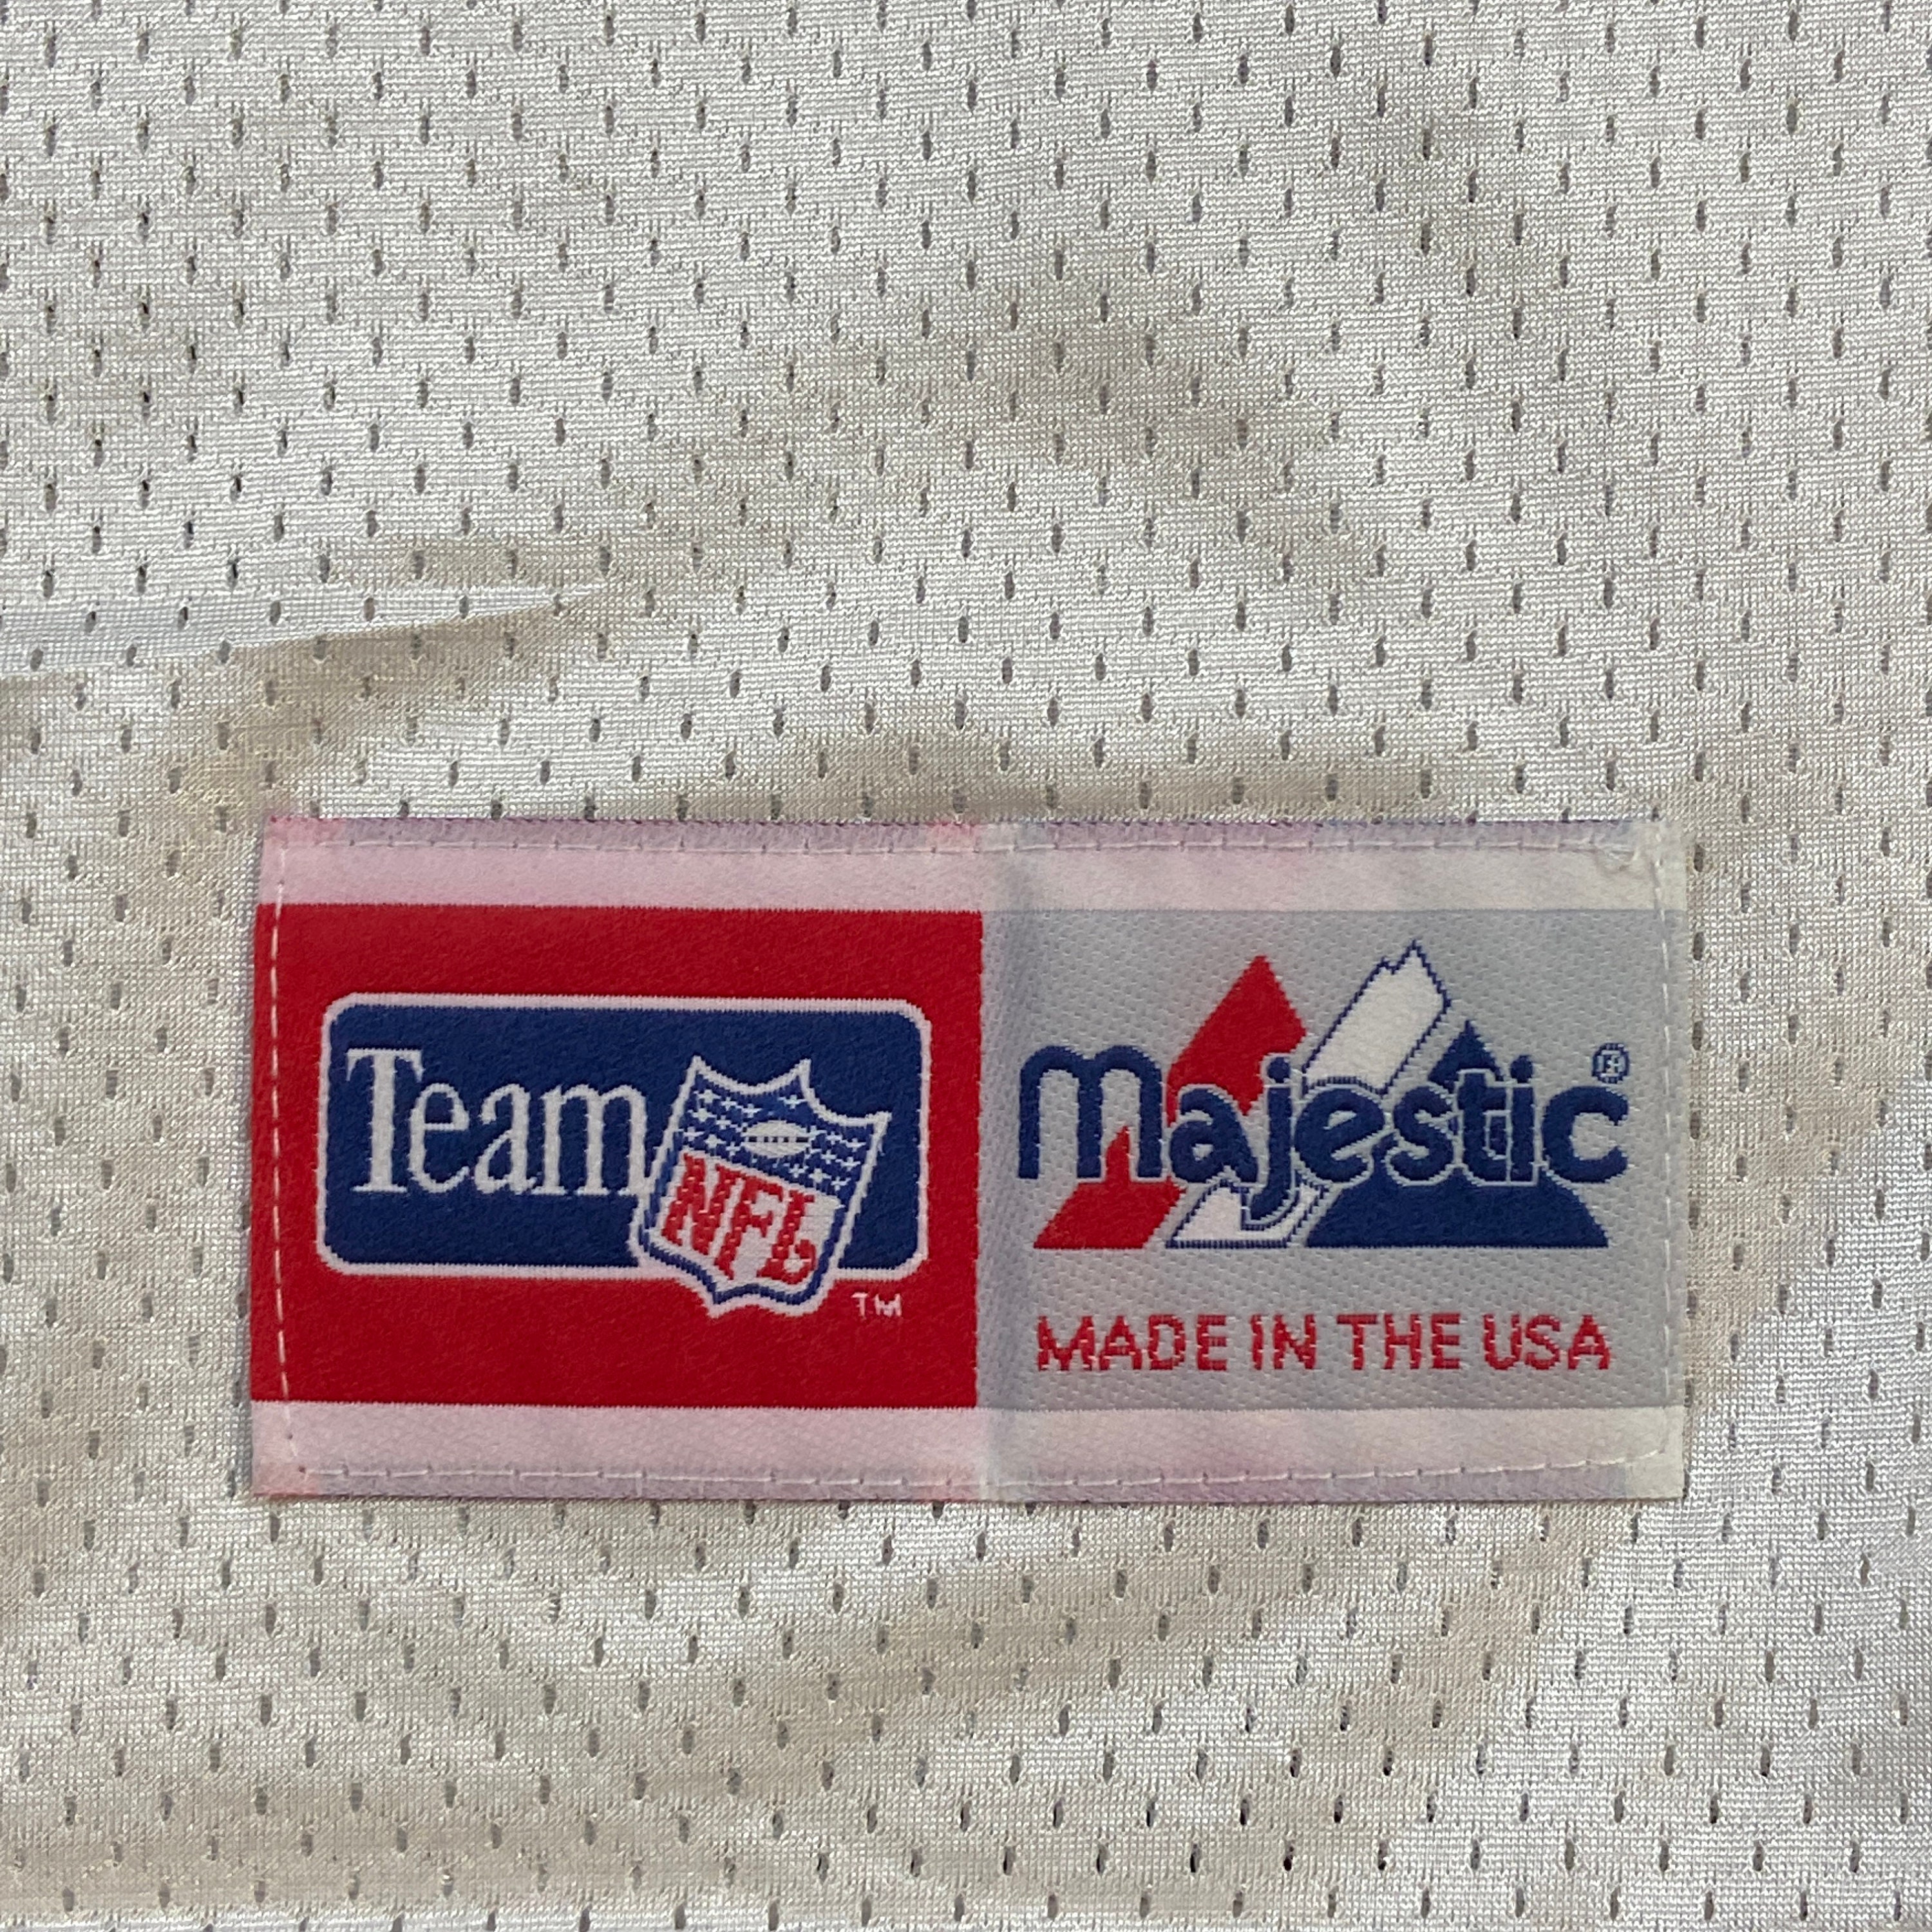 Team
NFL
TM
majestic®
MADE IN THE USA